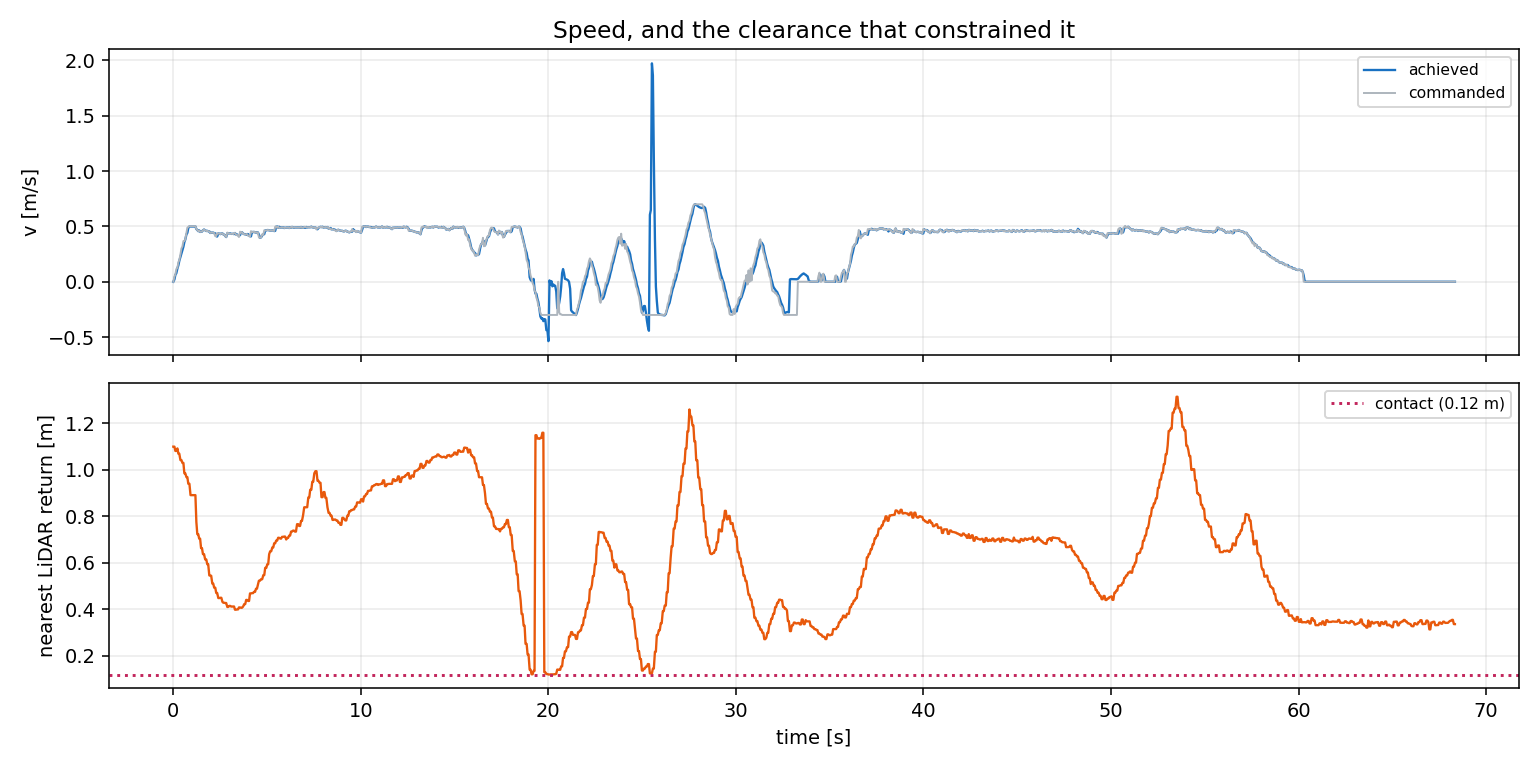 Speed, and the clearance that constrained it
v [m/s]
2.0
1.5
1.0
0.5
0.0
−0.5
achieved
commanded
nearest LiDAR return [m]
1.2
1.0
0.8
0.6
0.4
0.2
contact (0.12 m)
0 10 20 30 40 50 60 70
time [s]